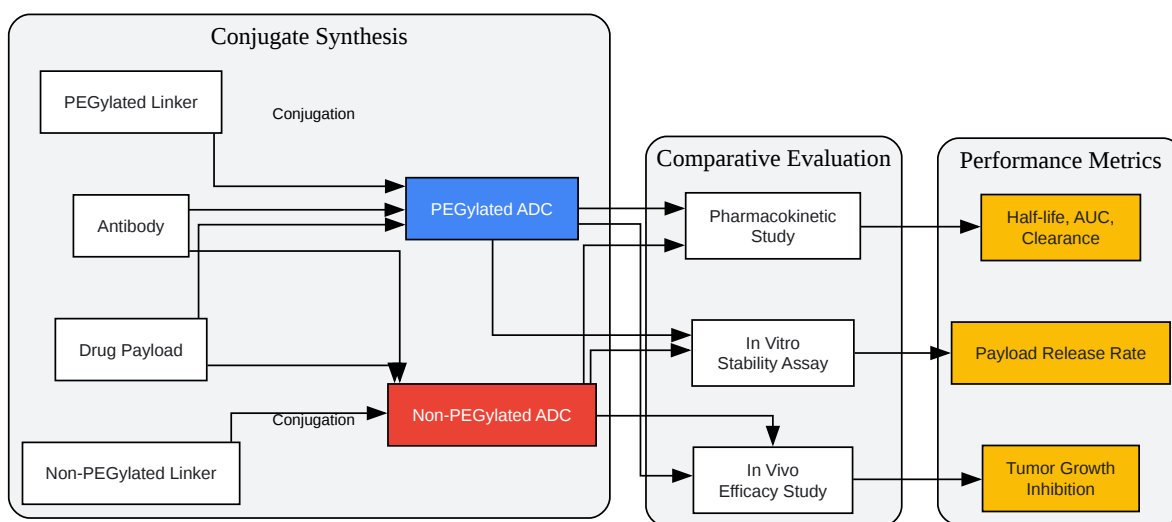 Conjugate Synthesis
PEGylated Linker
Conjugation
Antibody
PEGylated ADC
Drug Payload
Non-PEGylated ADC
Conjugation
Non-PEGylated Linker
Comparative Evaluation
Pharmacokinetic
Study
In Vitro
Stability Assay
In Vivo
Efficacy Study
Performance Metrics
Half-life, AUC,
Clearance
Payload Release Rate
Tumor Growth
Inhibition